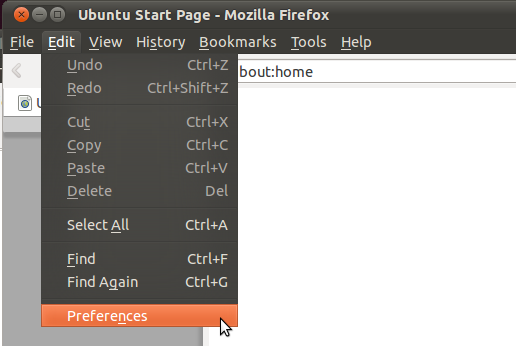 Ubuntu Start Page - Mozilla Firefox
File Edit View History Bookmarks Tools Help
bout:home
U
Undo Ctrl+Z
Redo Ctrl+Shift+Z
Cut Ctrl+X
Copy Ctrl+C
Paste Ctrl+V
Delete Del
Select All Ctrl+A
Find Ctrl+F
Find Again Ctrl+G
Preferences